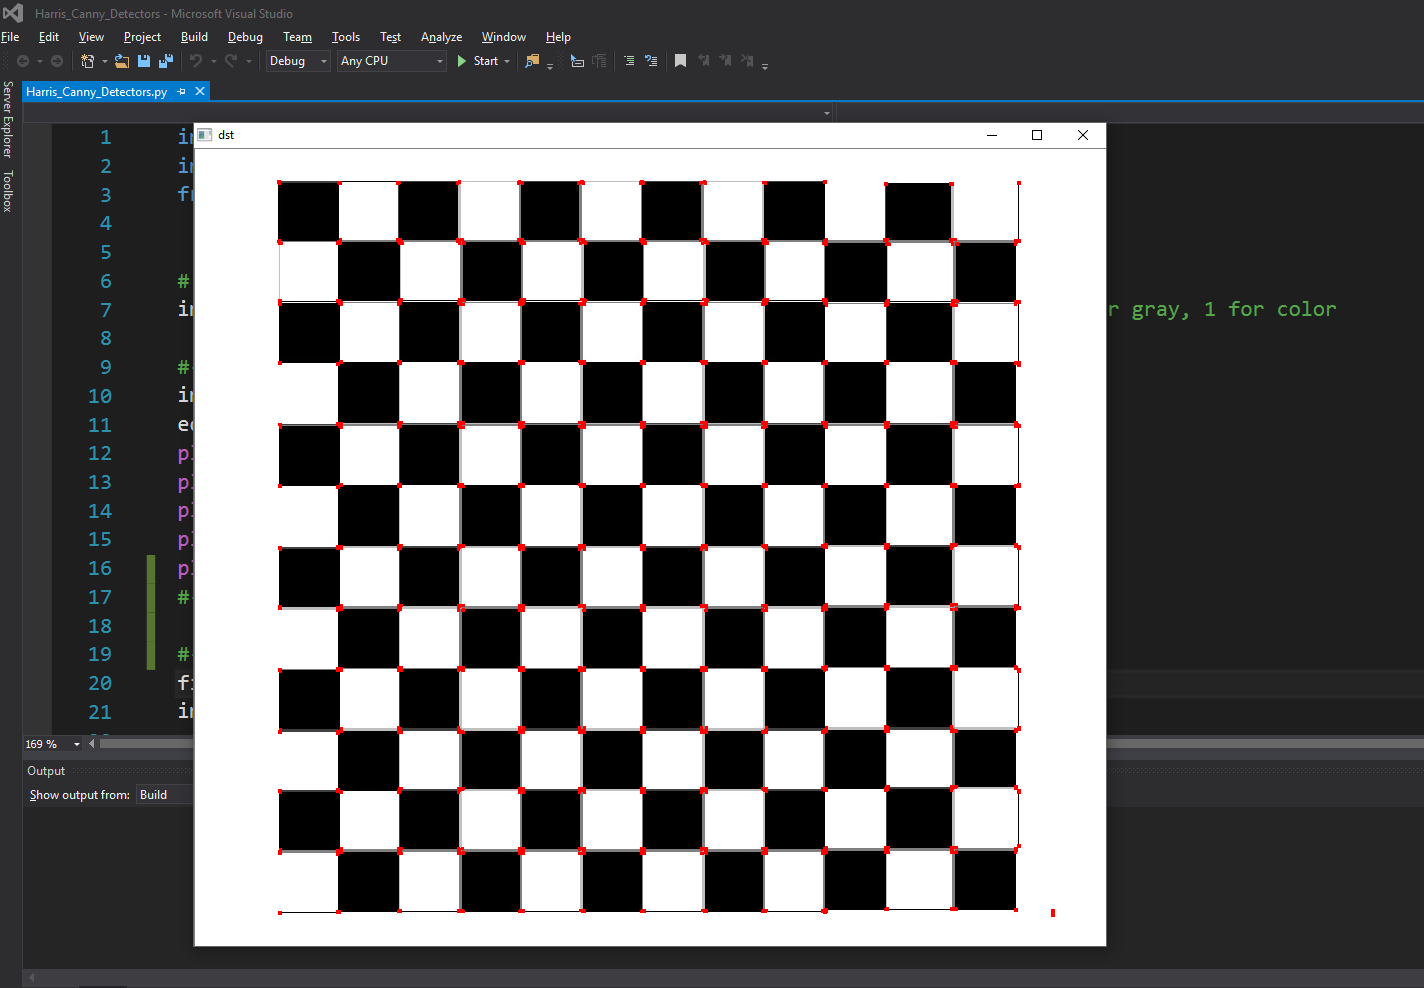 Harris_Canny_Detectors - Microsoft Visual Studio
File Edit View Project Build Debug Team Tools Test Analyze Window Help
Debug Any CPU Start
Server Explorer
Toolbox
Harris_Canny_Detectors.py
dst
1
2
3
4
5
6 #
7 r gray, 1 for color
8
9 #
10
11
12
13
14
15
16
17 #
18
19 #
20
21
169 %
Output
Show output from: Build